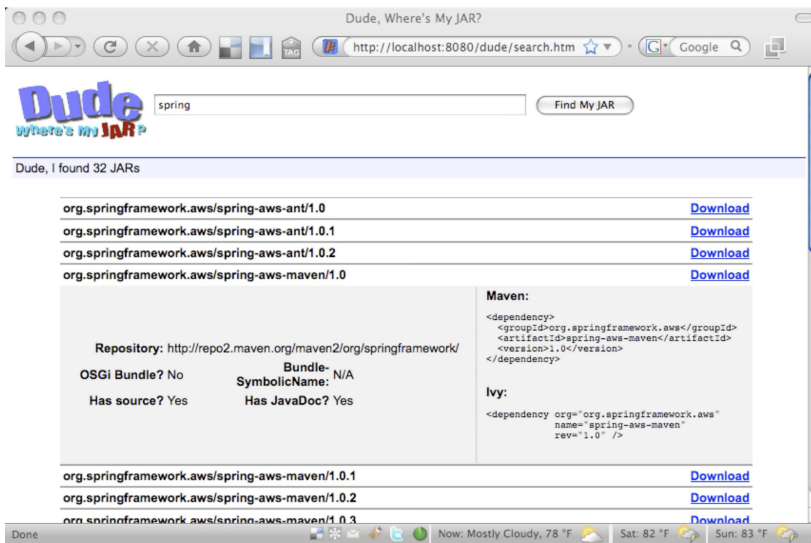 Dude, Where's My JAR?
http://localhost:8080/dude/search.htm
Google
TAG
Dude
Where's My JAR?
spring
Find My JAR
Dude, I found 32 JARs
org.springframework.aws/spring-aws-ant/1.0 Download
org.springframework.aws/spring-aws-ant/1.0.1 Download
org.springframework.aws/spring-aws-ant/1.0.2 Download
org.springframework.aws/spring-aws-maven/1.0 Download
Repository: http://repo2.maven.org/maven2/org/springframework/
OSGi Bundle? No
Bundle-
SymbolicName: N/A
Has source? Yes
Has JavaDoc? Yes
Maven:
<dependency>
<groupId>org.springframework.aws</groupId>
<artifactId>spring-aws-maven</artifactId>
<version>1.0</version>
</dependency>
Ivy:
<dependency org="org.springframework.aws"
name="spring-aws-maven"
rev="1.0" />
org.springframework.aws/spring-aws-maven/1.0.1 Download
org.springframework.aws/spring-aws-maven/1.0.2 Download
org.springframework.aws/spring-aws-maven/1.0.3 Download
Done
Now: Mostly Cloudy, 78 °F
Sat: 82 °F
Sun: 83 °F